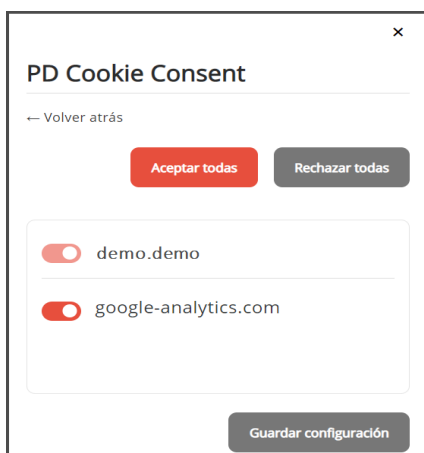 ×
PD Cookie Consent
← Volver atrás
Aceptar todas Rechazar todas
demo.demo
google-analytics.com
Guardar configuración